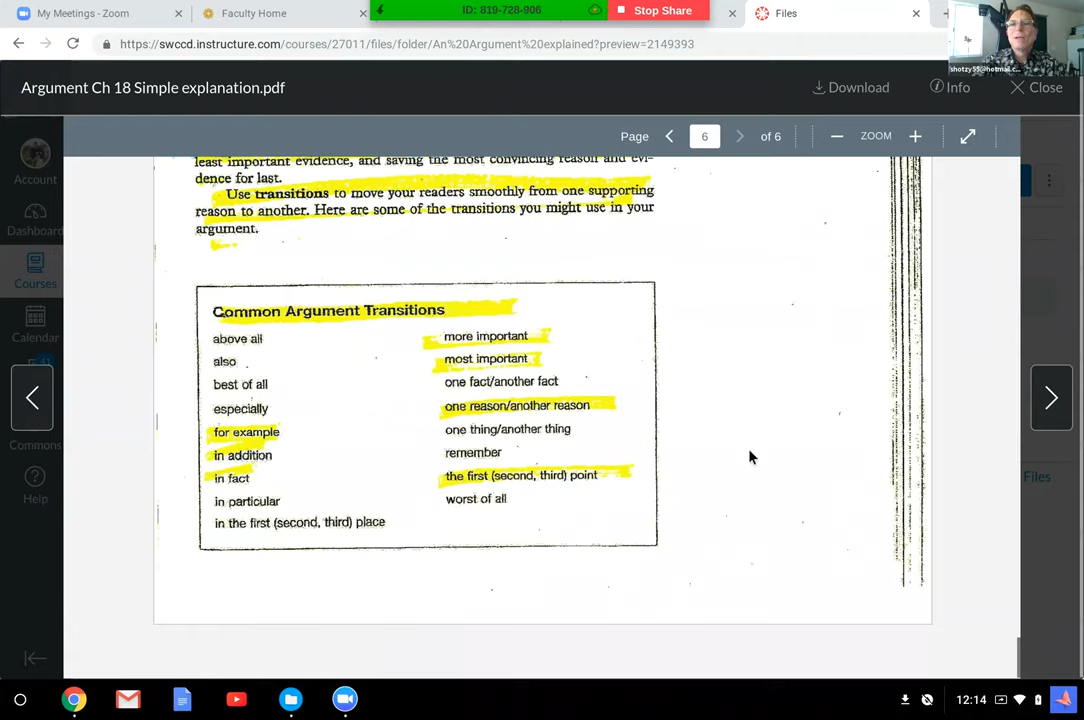 My Meetings - Zoom
Faculty Home
ID: 819-728-906
Stop Share
Files
https://swccd.instructure.com/courses/27011/files/folder/An%20Argument%20explained?preview=2149393
Argument Ch 18 Simple explanation.pdf
Download
Info
Close
Page
6
of 6
ZOOM
Account
Dashboard
Courses
Calendar
41
Commons
Help
Files
least important evidence, and saving the most convincing reason and evi-
dence for last.
Use transitions to move your readers smoothly from one supporting
reason to another. Here are some of the transitions you might use in your
argument.
Common Argument Transitions
above all
also
best of all
especially
for example
in addition
in fact
in particular
in the first (second, third) place
more important
most important
one fact/another fact
one reason/another reason
one thing/another thing
remember
the first (second, third) point
worst of all
12:14